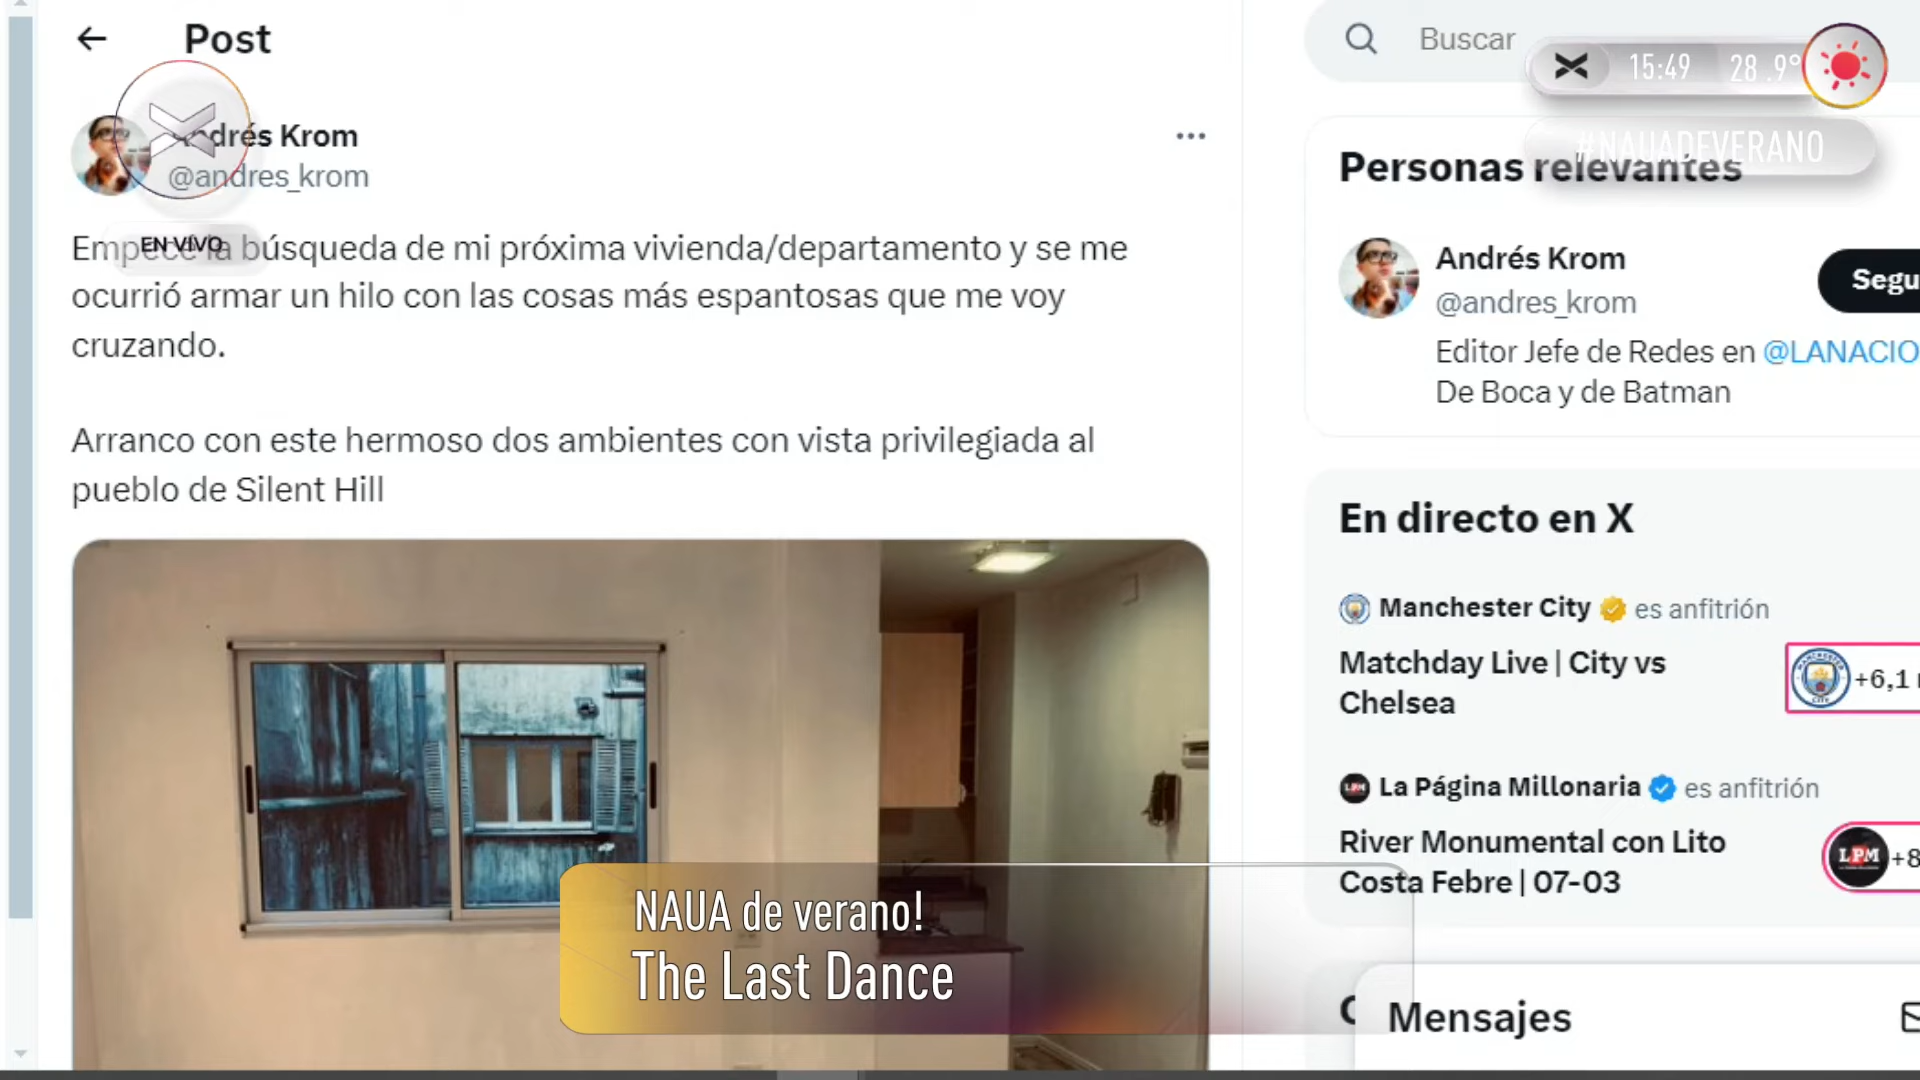 Post
Buscar
15:49 28.9°
#NAUADEVERANO
Andrés Krom
@andres_krom
EN VIVO
Empecé la búsqueda de mi próxima vivienda/departamento y se me
ocurrió armar un hilo con las cosas más espantosas que me voy
cruzando.
Arranco con este hermoso dos ambientes con vista privilegiada al
pueblo de Silent Hill
NAUA de verano!
The Last Dance
Personas relevantes
Andrés Krom
@andres_krom
Segu
Editor Jefe de Redes en @LANACIO
De Boca y de Batman
En directo en X
Manchester City es anfitrión
Matchday Live | City vs
Chelsea
+6,1
La Página Millonaria es anfitrión
River Monumental con Lito
Costa Febre | 07-03
LPM +8
Mensajes